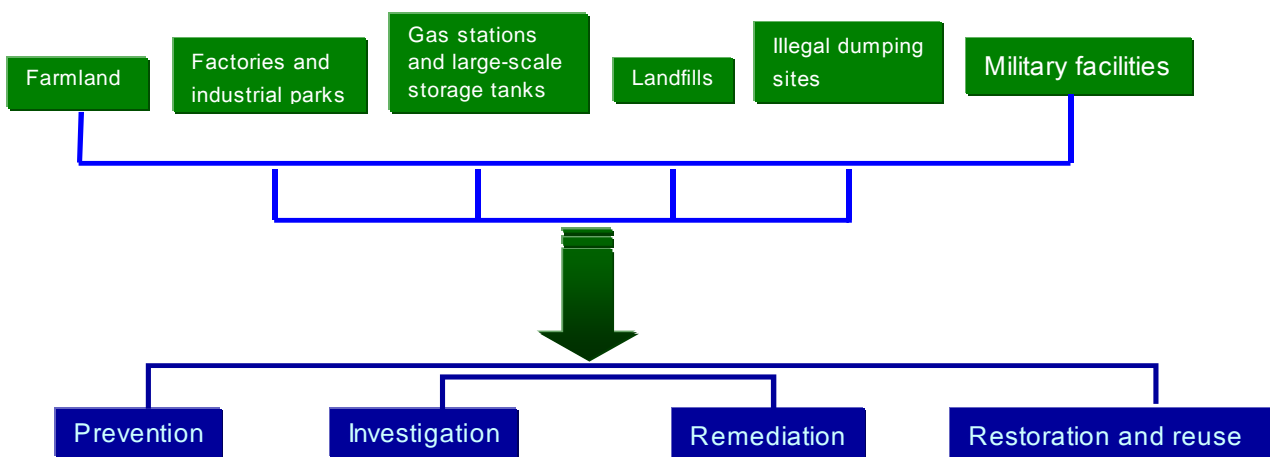 Farmland
Factories and
industrial parks
Gas stations
and large-scale
storage tanks
Landfills
Illegal dumping
sites
Military facilities
Prevention
Investigation
Remediation
Restoration and reuse